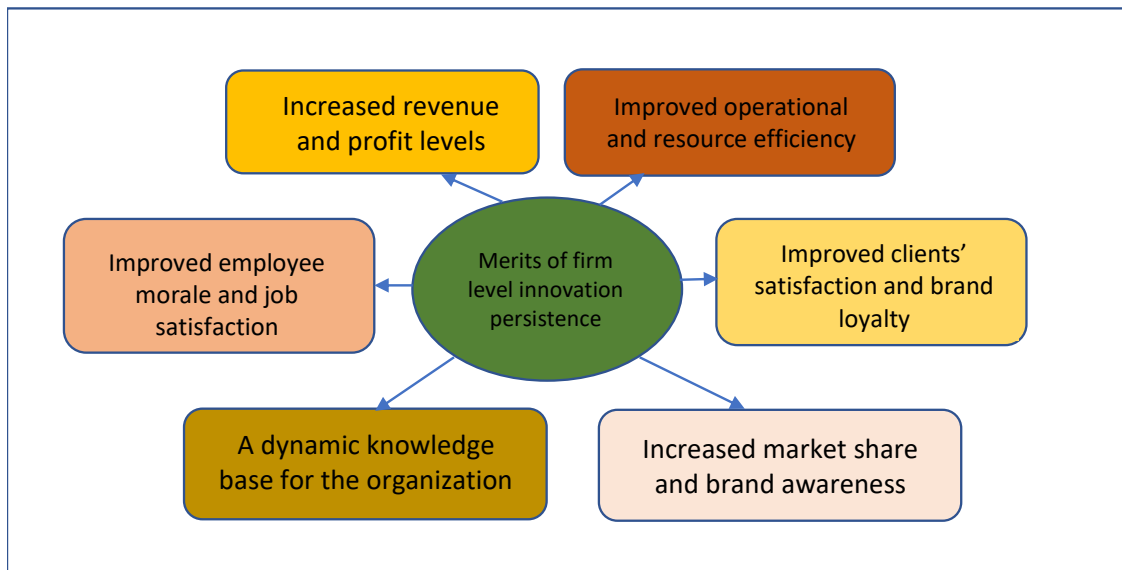 Increased revenue
and profit levels
Improved operational
and resource efficiency
Improved employee
morale and job
satisfaction
Merits of firm
level innovation
persistence
Improved clients’
satisfaction and brand
loyalty
A dynamic knowledge
base for the organization
Increased market share
and brand awareness